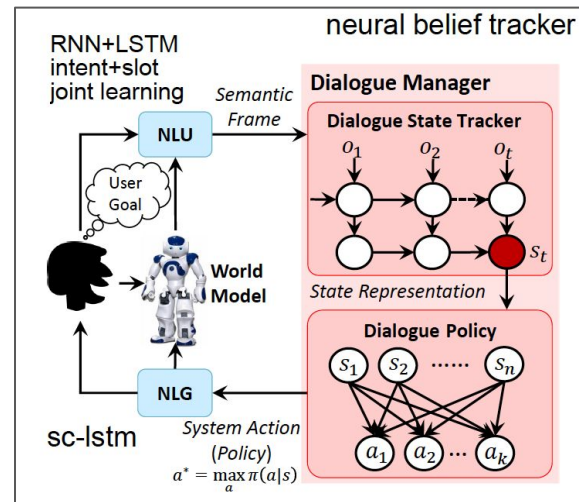 neural belief tracker
RNN+LSTM
intent+slot
joint learning
Semantic
Frame
NLU
User
Goal
World
Model
NLG
sc-lstm
Dialogue Manager
Dialogue State Tracker
o₁ o₂ oₜ
sₜ
State Representation
Dialogue Policy
s₁ s₂ …… sₙ
a₁ a₂ … aₖ
System Action
(Policy)
a* = max π(a|s)
a